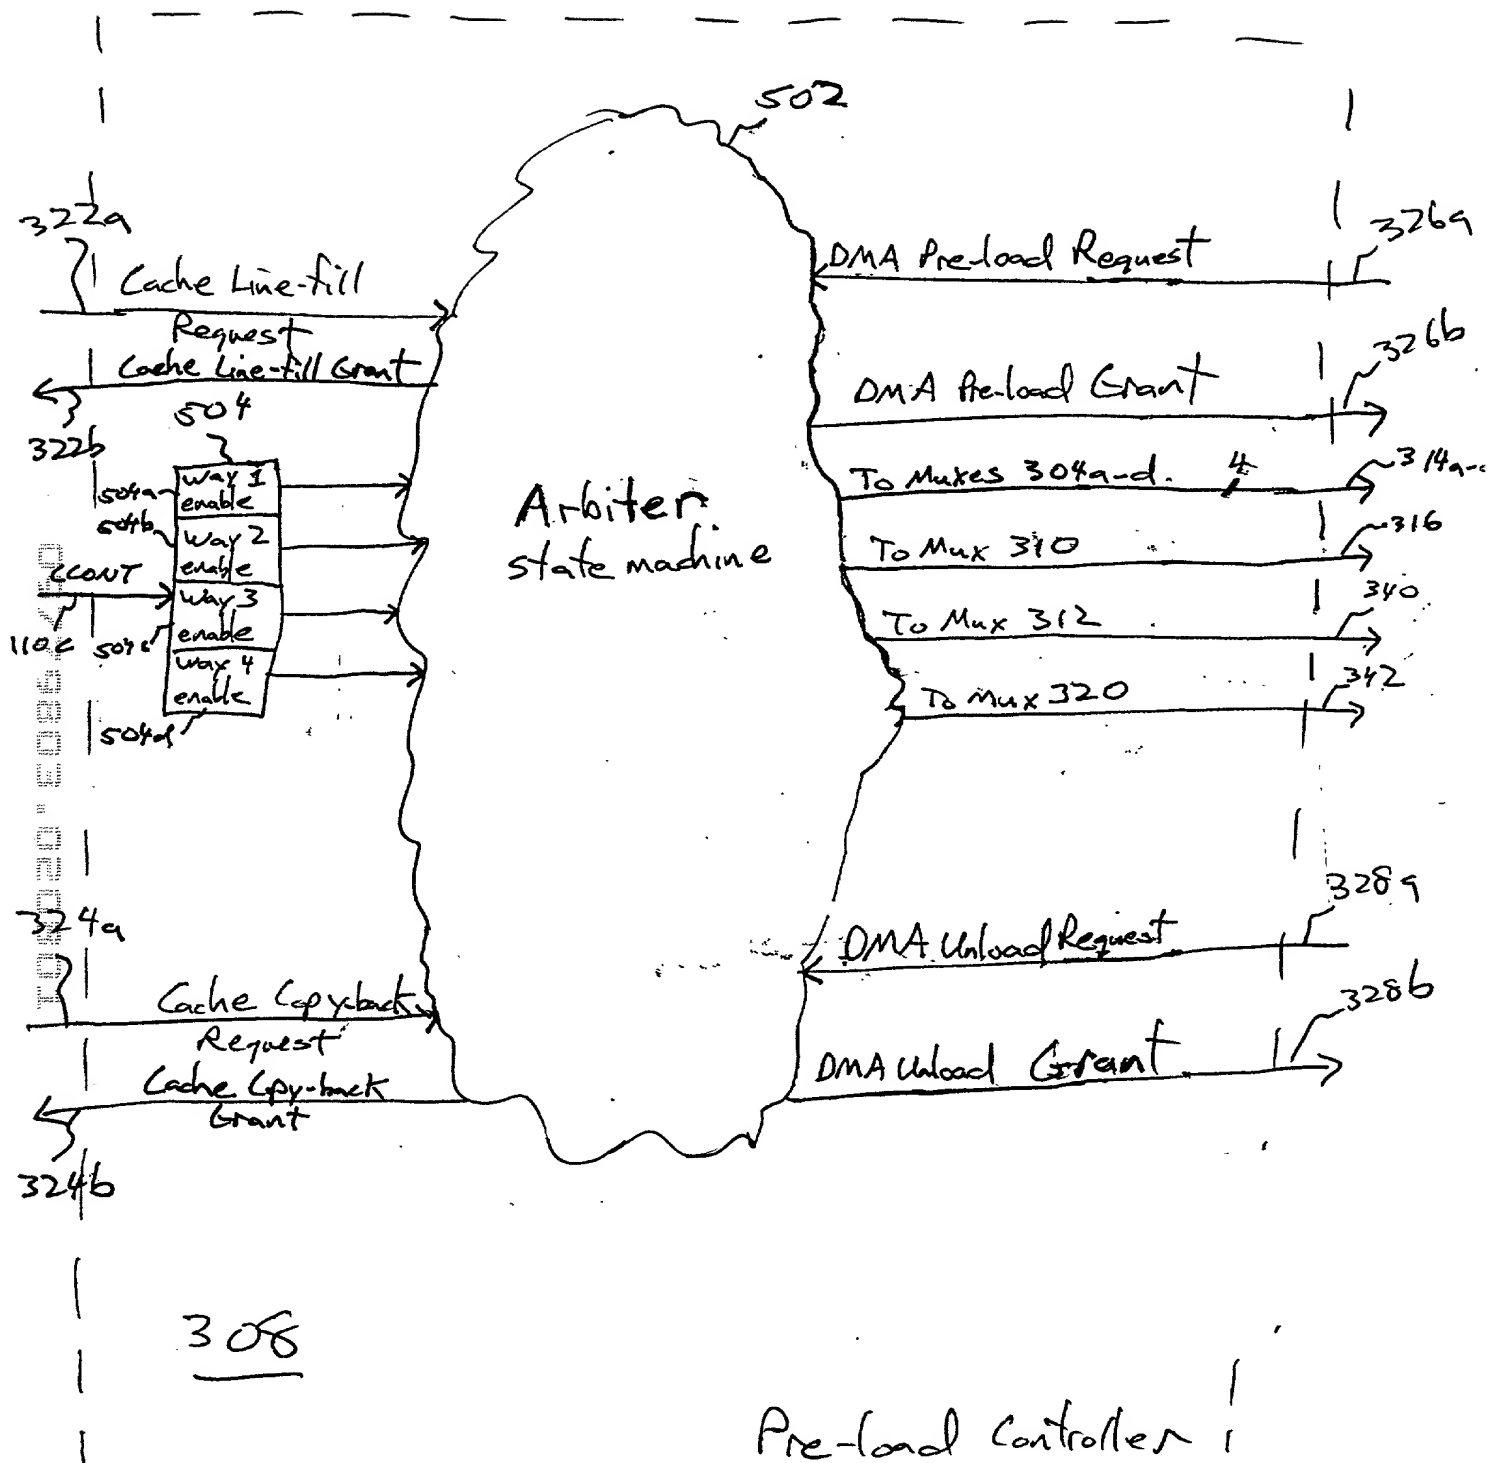 502
322a
326a
DMA Pre-load Request
Cache Line-fill
Request
326b
Cache Line-fill Grant
DMA Pre-load Grant
504
322b
Way 1
enable
504a
To Muxes 304a-d.
4
314a-
504b
Way 2
enable
Arbiter
state machine
To Mux 310
316
CCONT
Way 3
enable
110c
504c
To Mux 312
340
Way 4
enable
504d
To Mux 320
342
324a
328a
DMA Unload Request
Cache Copy-back
Request
328b
Cache Copy-back
Grant
DMA Unload Grant
324b
308
Pre-load Controller